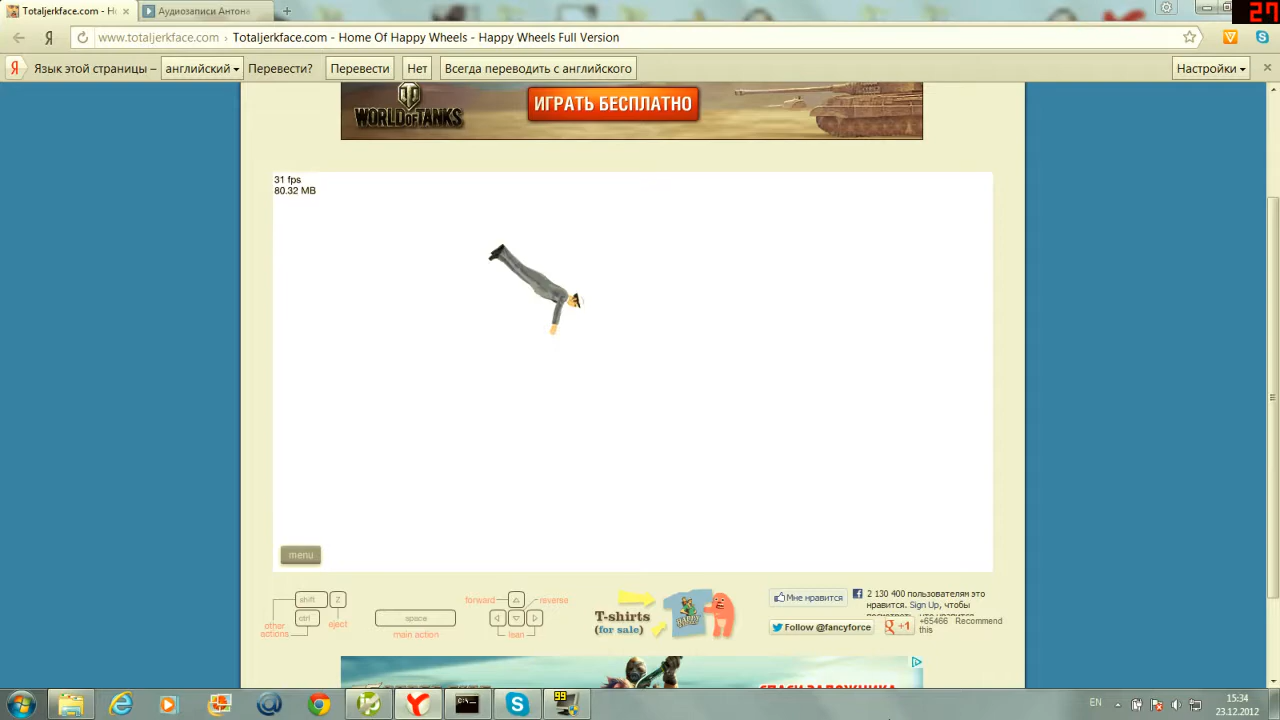 Totaljerkface.com - Ho
Аудиозаписи Антона
27
www.totaljerkface.com › Totaljerkface.com - Home Of Happy Wheels - Happy Wheels Full Version
Я Язык этой страницы – английский Перевести? Перевести Нет Всегда переводить с английского Настройки
WORLD OF TANKS
ИГРАТЬ БЕСПЛАТНО
31 fps
80.32 MB
menu
shift Z
ctrl
other actions
eject
space
main action
forward
reverse
lean
T-shirts
(for sale)
Мне нравится
2 130 400 пользователям это
нравится. Sign Up, чтобы
Follow @fancyforce
+1
+65466 Recommend
this
99
EN
15:34
23.12.2012